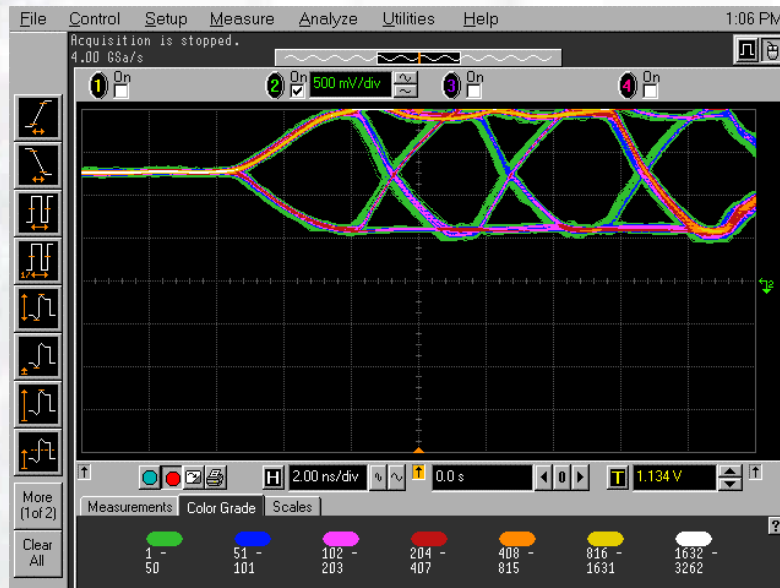 File Control Setup Measure Analyze Utilities Help 1:06 PM
Acquisition is stopped.
4.00 GSa/s
1 On 2 On 500 mV/div 3 On 4 On
1/
2
More
(1of 2)
Clear
All
H 2.00 ns/div 0.0 s 0 T 1.134 V
Measurements Color Grade Scales
?
1 - 51 - 102 - 204 - 408 - 816 - 1632 -
50 101 203 407 815 1631 3262